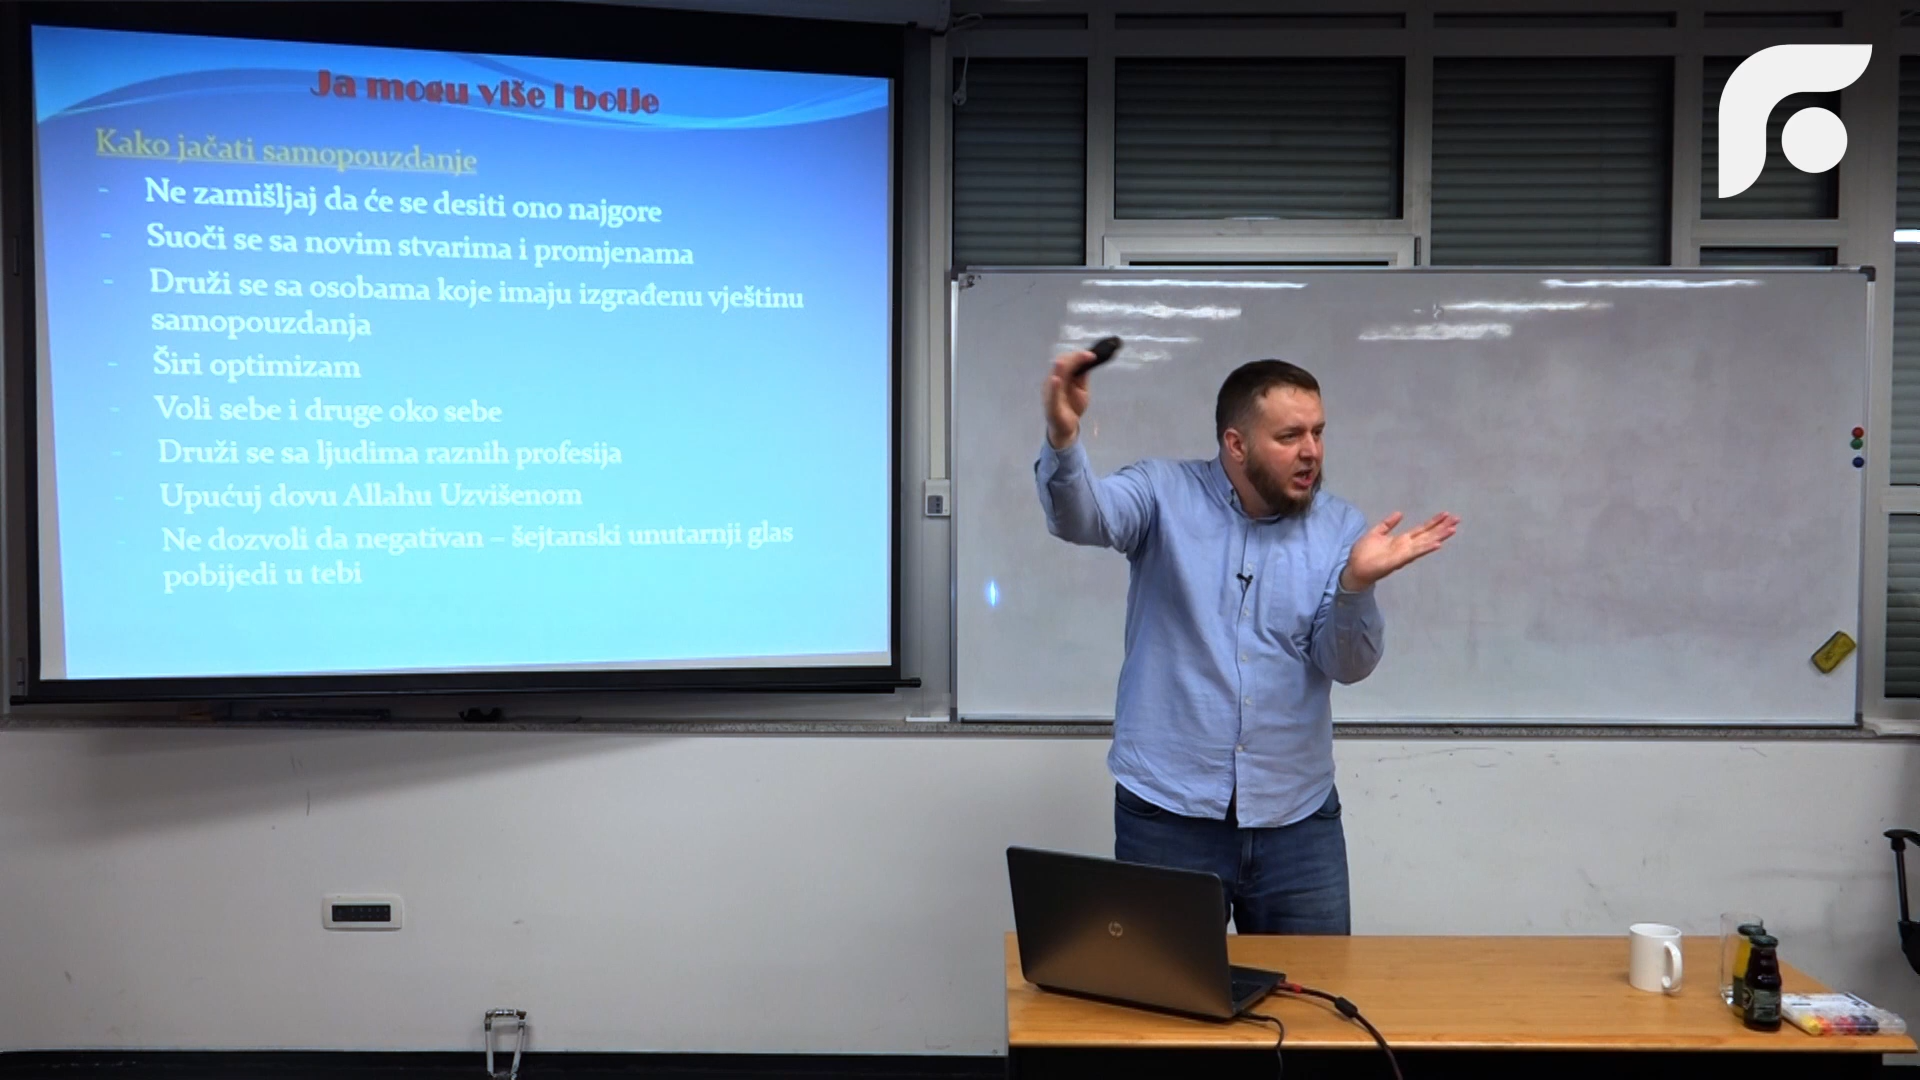 Ja mogu više I bolje
Kako jačati samopouzdanje
- Ne zamišljaj da će se desiti ono najgore
- Suoči se sa novim stvarima i promjenama
- Druži se sa osobama koje imaju izgrađenu vještinu
samopouzdanja
- Širi optimizam
- Voli sebe i druge oko sebe
- Druži se sa ljudima raznih profesija
- Upućuj dovu Allahu Uzvišenom
- Ne dozvoli da negativan – šejtanski unutarnji glas
pobijedi u tebi
hp